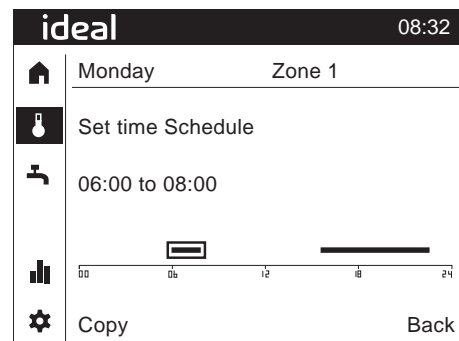 ideal 08:32
Monday Zone 1
Set time Schedule
06:00 to 08:00
00 06 12 18 24
Copy Back